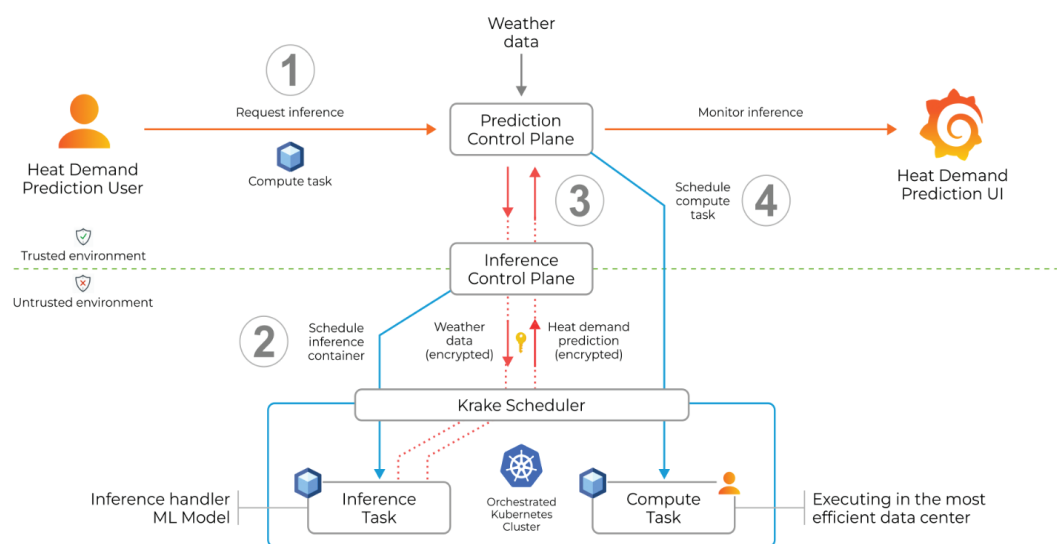 Weather
data
1
Request inference
Prediction
Control Plane
Monitor inference
Compute task
Heat Demand
Prediction User
Heat Demand
Prediction UI
3
Schedule
compute
task
4
Trusted environment
Untrusted environment
Inference
Control Plane
2
Schedule
inference
container
Weather
data
(encrypted)
Heat demand
prediction
(encrypted)
Krake Scheduler
Inference handler
ML Model
Inference
Task
Orchestrated
Kubernetes
Cluster
Compute
Task
Executing in the most
efficient data center